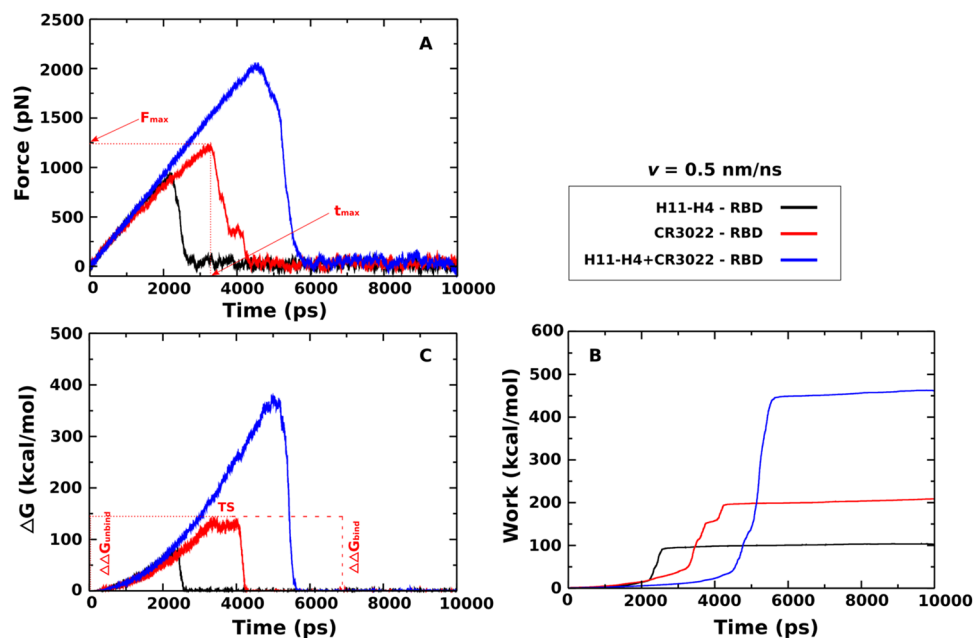 A
2500
2000
1500
1000
500
0
Force (pN)
Fmax
tmax
0 2000 4000 6000 8000 10000
Time (ps)
v = 0.5 nm/ns
H11-H4 - RBD
CR3022 - RBD
H11-H4+CR3022 - RBD
C
500
400
300
200
100
0
ΔG (kcal/mol)
ΔΔGunbind
TS
ΔΔGbind
0 2000 4000 6000 8000 10000
Time (ps)
B
600
500
400
300
200
100
0
Work (kcal/mol)
0 2000 4000 6000 8000 10000
Time (ps)